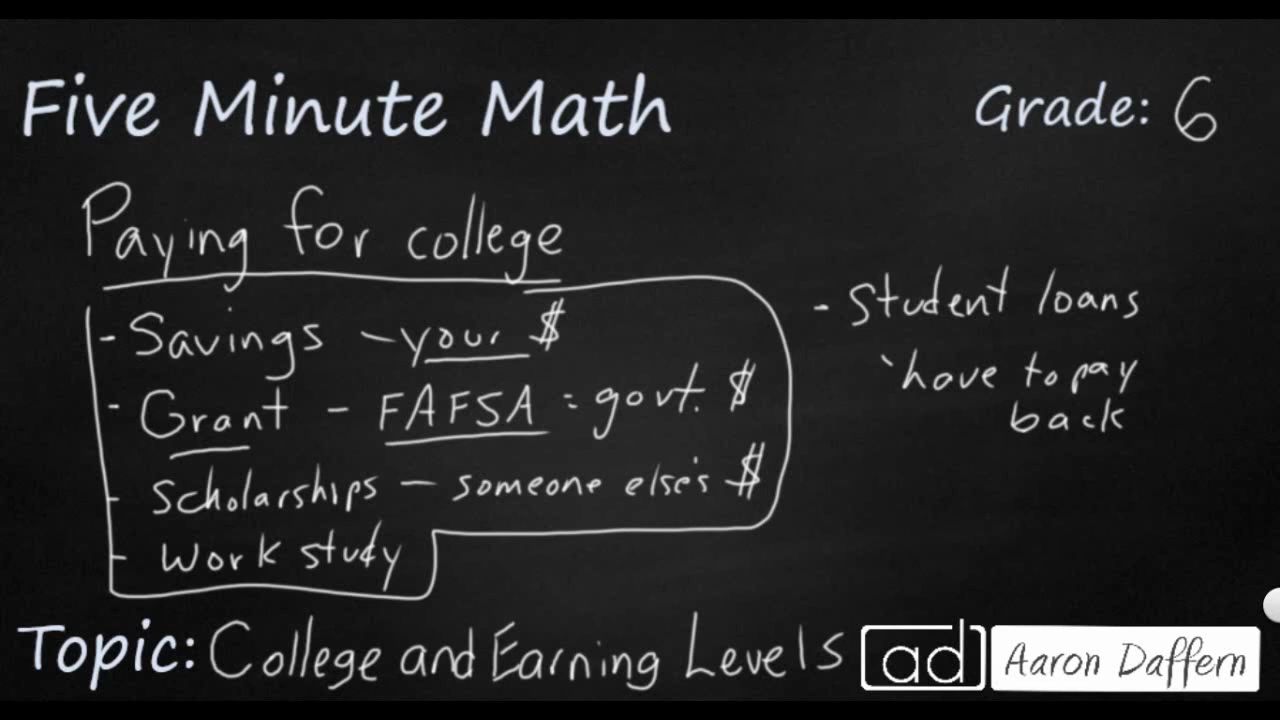 Five Minute Math
Grade: 6
Paying for college
- Savings - your $
- Grant - FAFSA = govt. $
- Scholarships - someone else's $
- Work study
- Student loans
have to pay
back
Topic: College and Earning Levels
ad Aaron Daffern